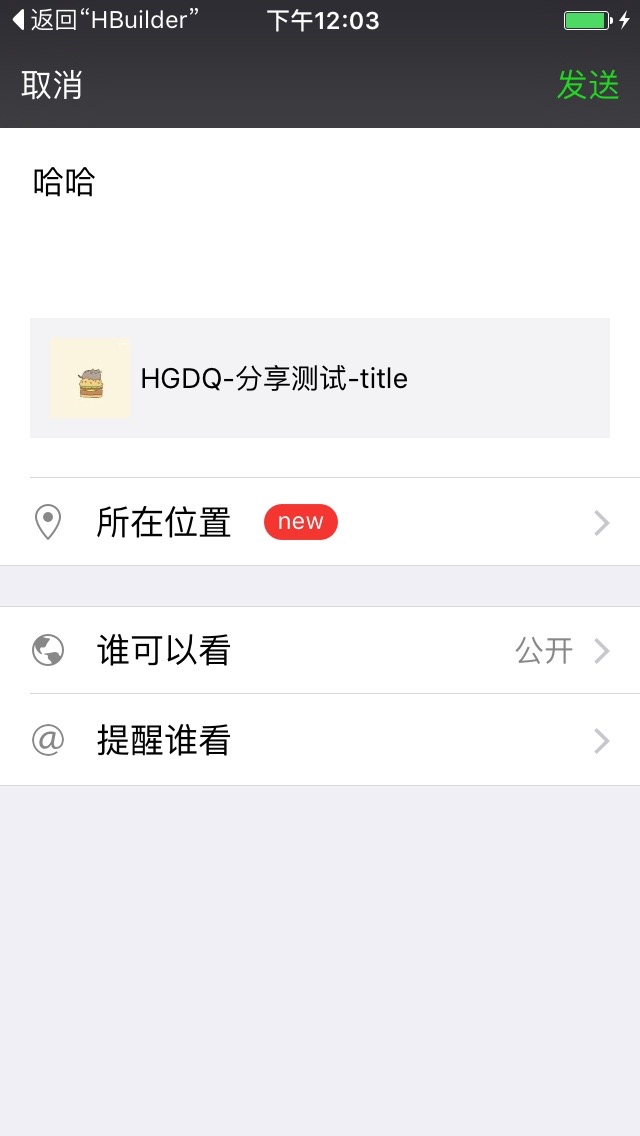 返回“HBuilder” 下午12:03
取消 发送
哈哈
HGDQ-分享测试-title
所在位置 new
谁可以看 公开
@ 提醒谁看